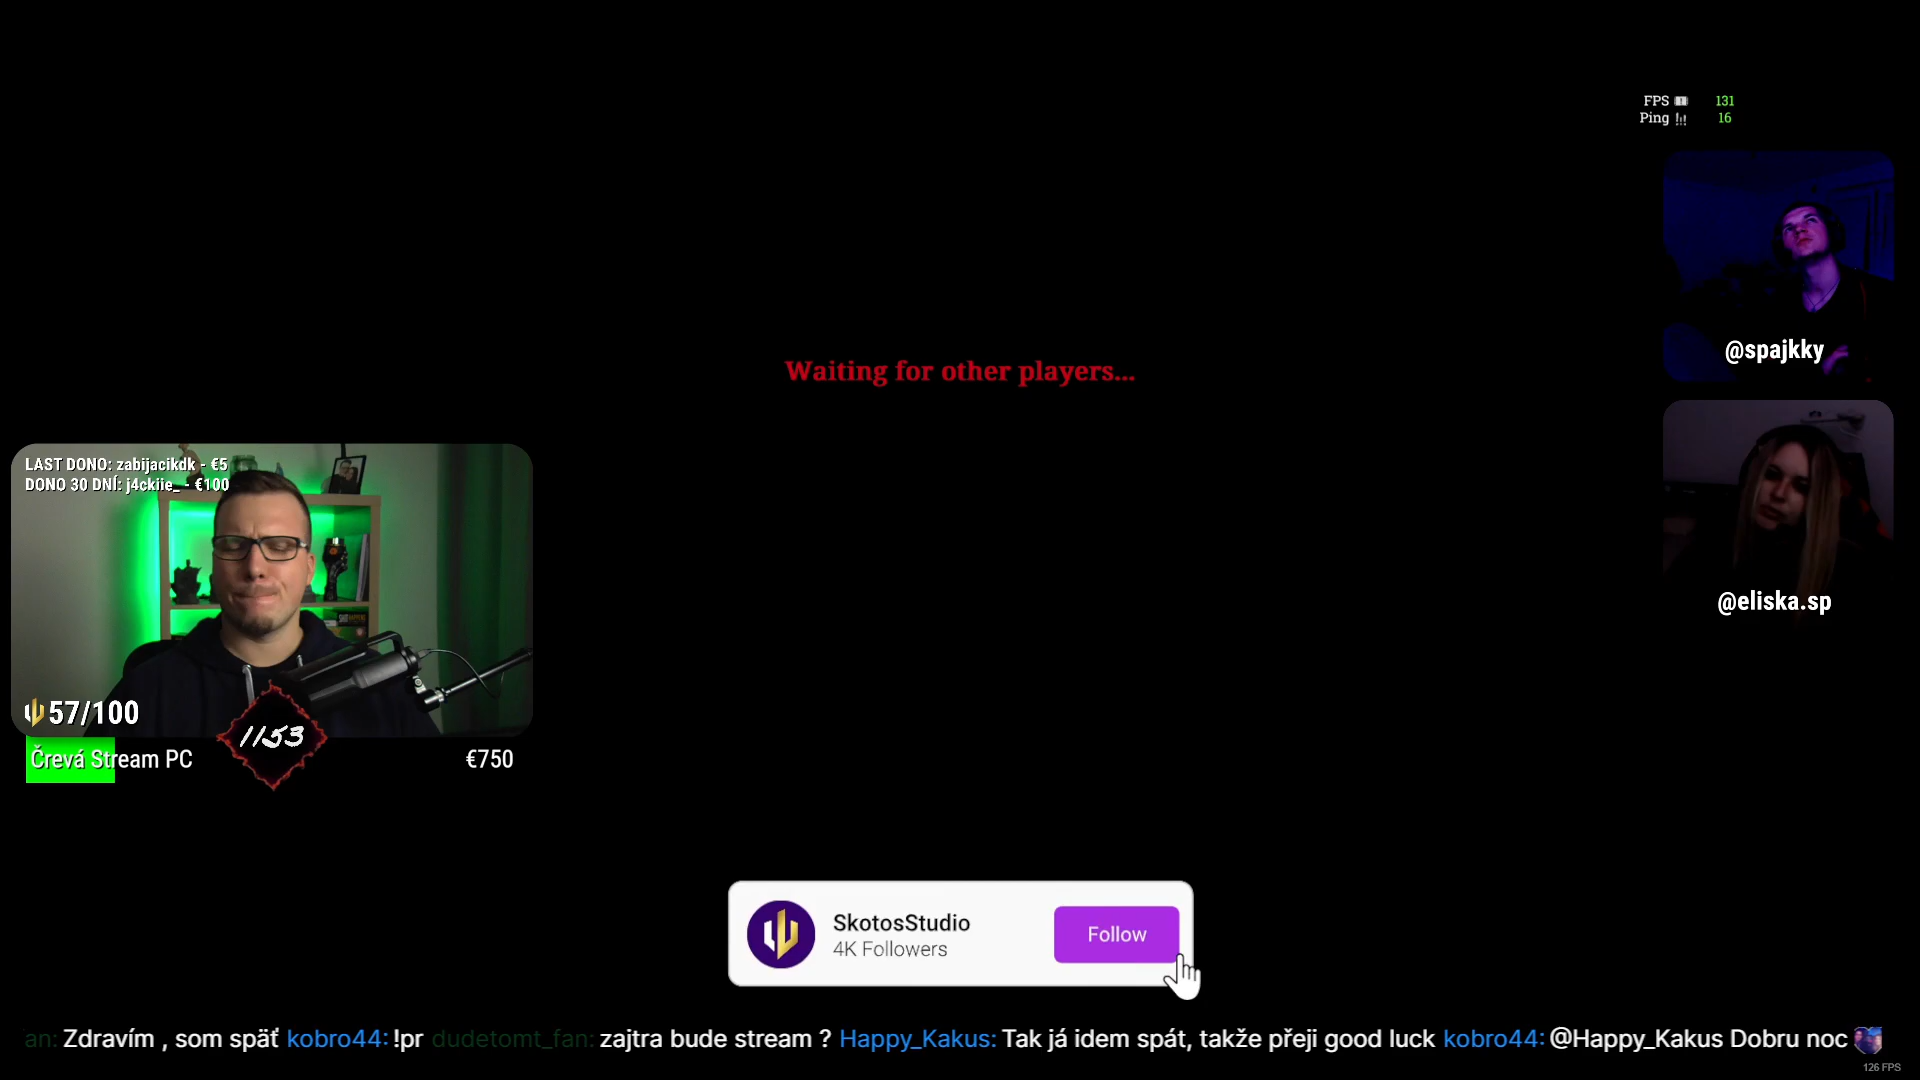 FPS 131
Ping 16
@spajkky
Waiting for other players...
@eliska.sp
LAST DONO: zabijacikdk - €5
DONO 30 DNÍ: j4ckiie_ - €100
57/100
1153
Črevá Stream PC €750
SkotosStudio
4K Followers
Follow
an: Zdravím , som späť kobro44: !pr dudetomt_fan: zajtra bude stream ? Happy_Kakus: Tak já idem spát, takže přeji good luck kobro44: @Happy_Kakus Dobru noc
126 FPS